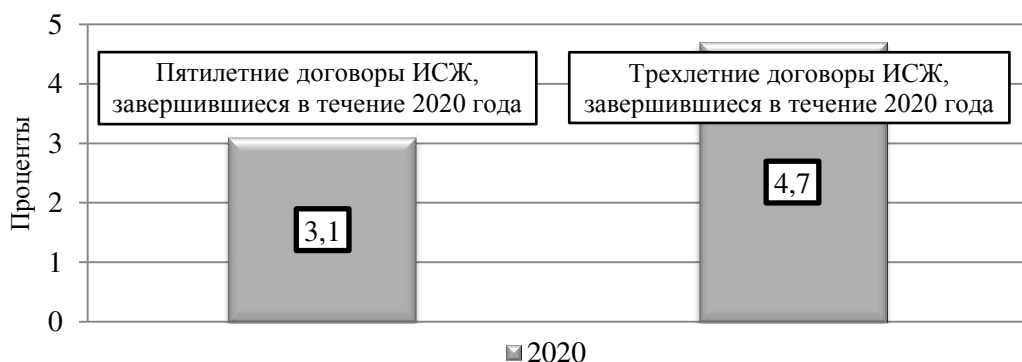 Проценты
5
4
3
2
1
0
Пятилетние договоры ИСЖ,
завершившиеся в течение 2020 года
Трехлетние договоры ИСЖ,
завершившиеся в течение 2020 года
3,1
4,7
2020